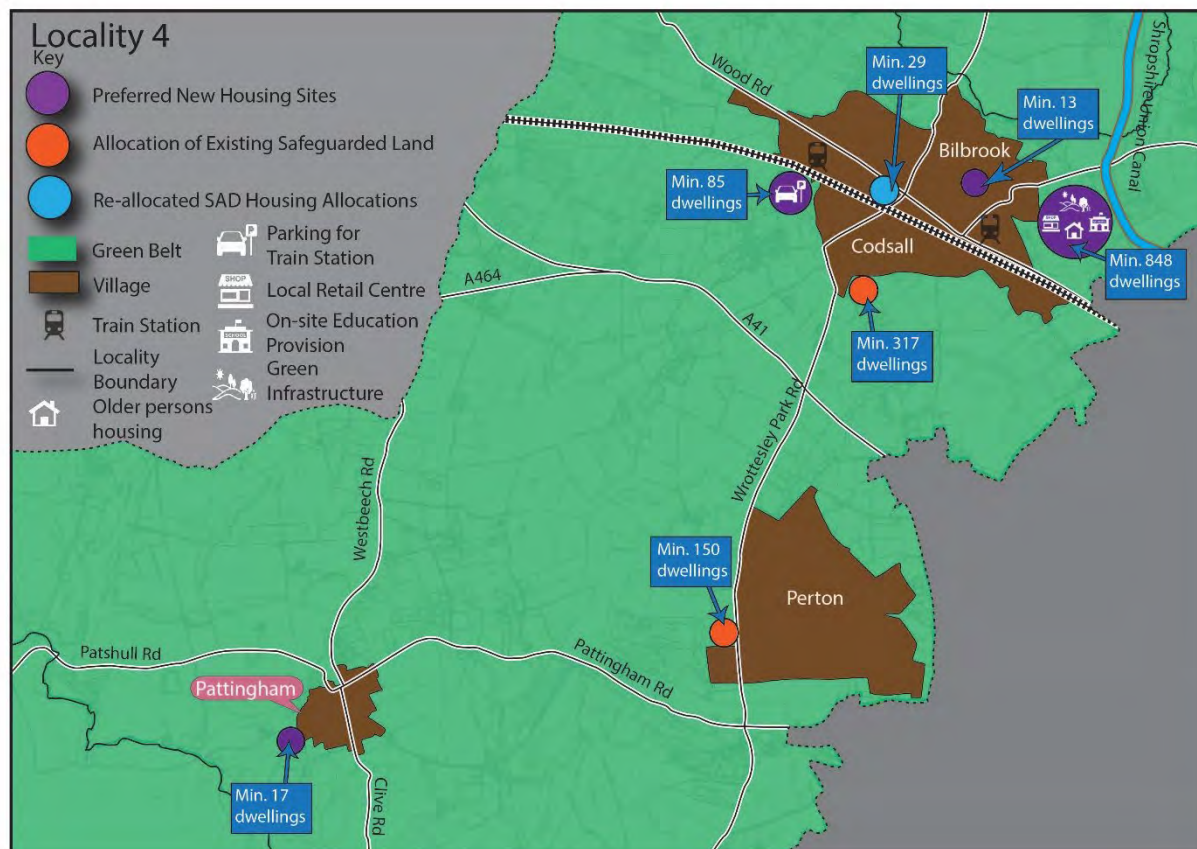 Locality 4
Key
Preferred New Housing Sites
Allocation of Existing Safeguarded Land
Re-allocated SAD Housing Allocations
Green Belt
Village
Train Station
Locality
Boundary
Older persons
housing
P
Parking for
Train Station
SHOP
Local Retail Centre
SCHOOL
On-site Education
Provision
Green
Infrastructure
Wood Rd
Min. 29
dwellings
Min. 13
dwellings
Shropshire Union Canal
Bilbrook
Min. 85
dwellings
P
Codsall
Min. 848
dwellings
Min. 317
dwellings
A464
A41
Wrottesley Park Rd
Westbeech Rd
Min. 150
dwellings
Perton
Patshull Rd
Pattingham Rd
Pattingham
Min. 17
dwellings
Clive Rd